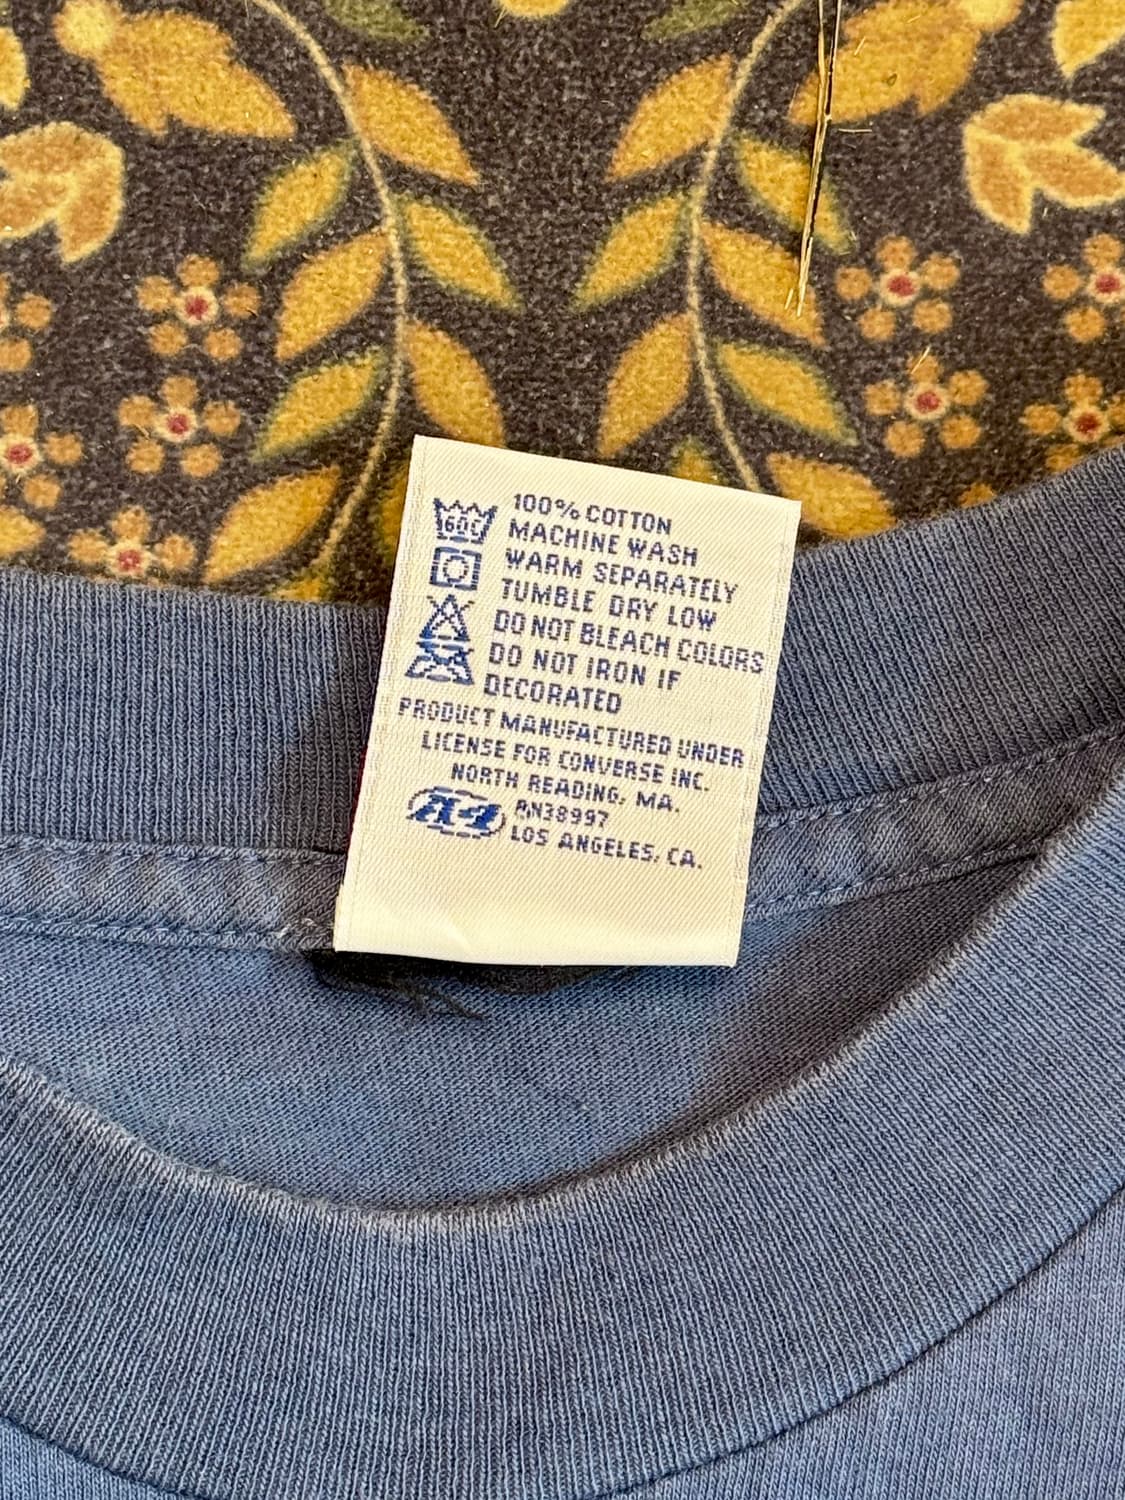 60C
100% COTTON
MACHINE WASH
WARM SEPARATELY
TUMBLE DRY LOW
DO NOT BLEACH COLORS
DO NOT IRON IF
DECORATED
PRODUCT MANUFACTURED UNDER
LICENSE FOR CONVERSE INC.
NORTH READING, MA.
A4 RN38997
LOS ANGELES, CA.